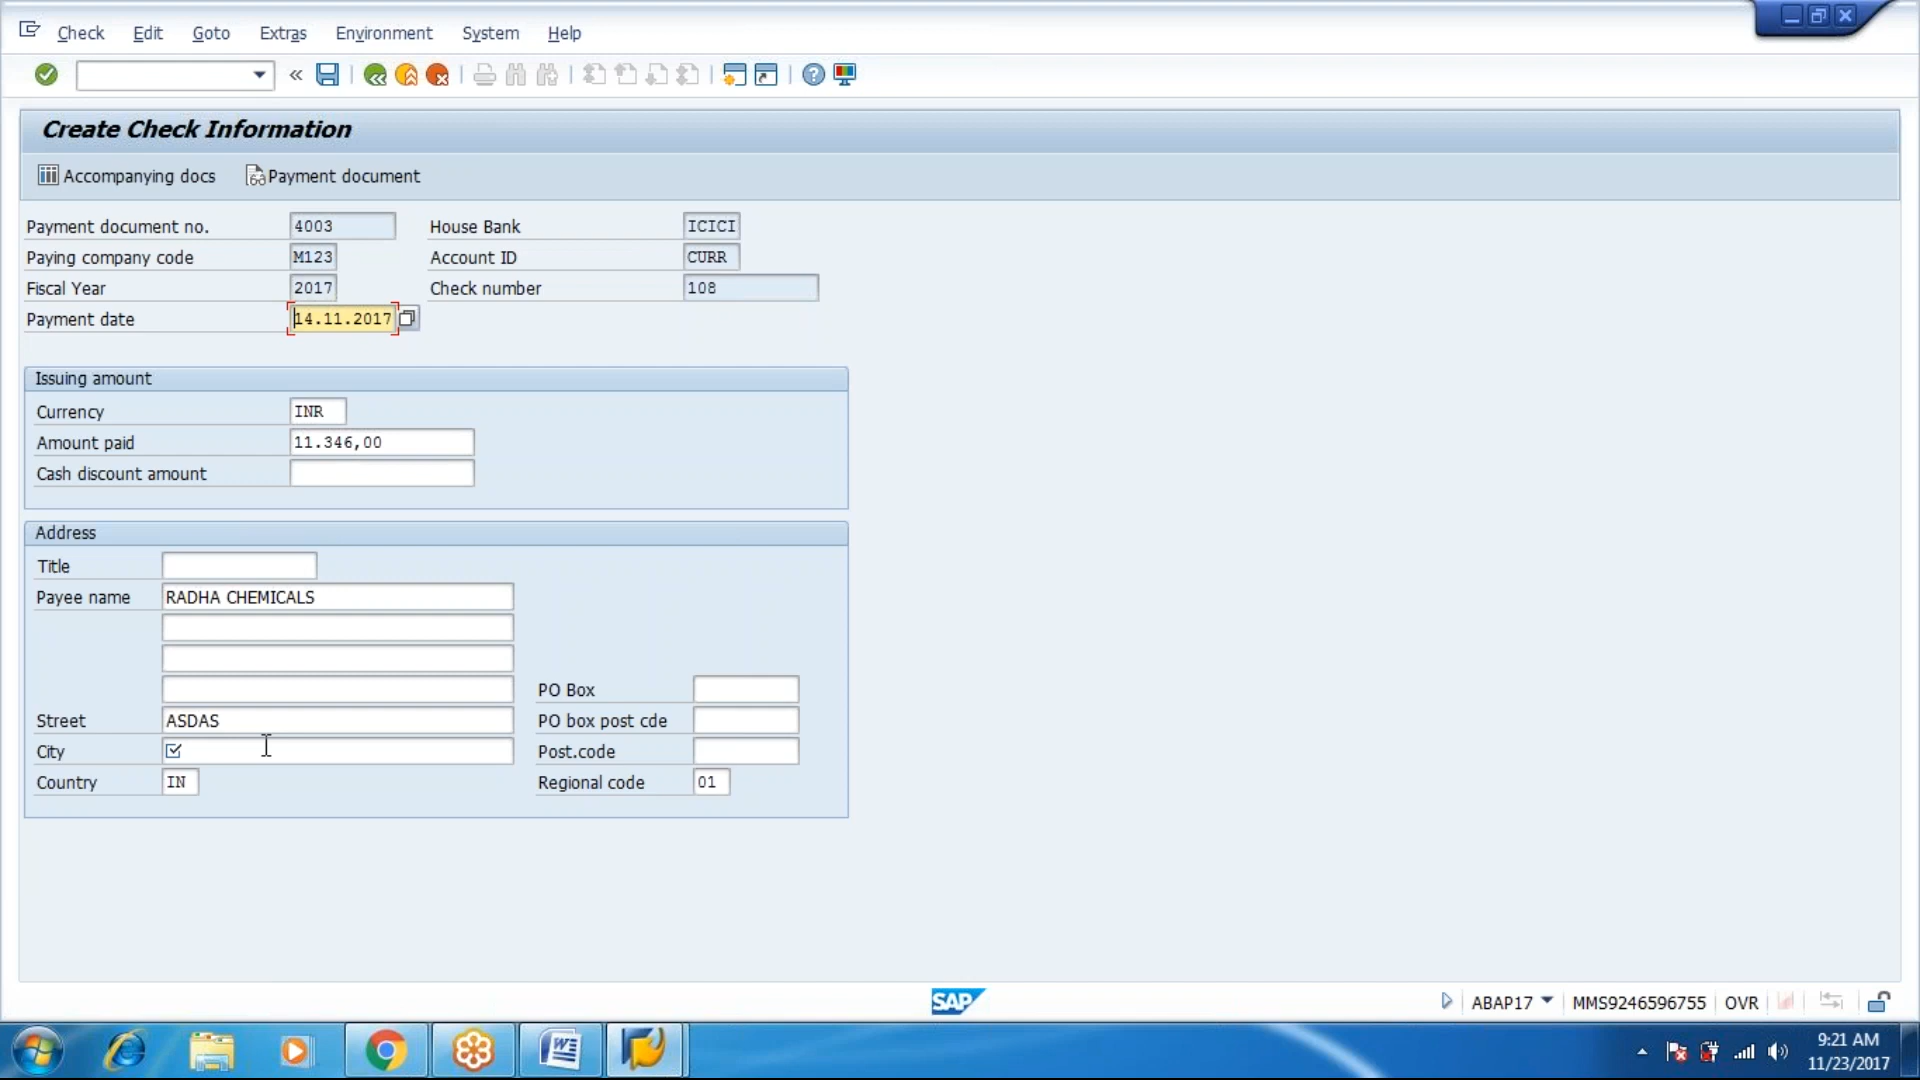 Check Edit Goto Extras Environment System Help
Create Check Information
Accompanying docs Payment document
Payment document no. 4003 House Bank ICICI
Paying company code M123 Account ID CURR
Fiscal Year 2017 Check number 108
Payment date 14.11.2017
Issuing amount
Currency INR
Amount paid 11.346,00
Cash discount amount
Address
Title
Payee name RADHA CHEMICALS
PO Box
Street ASDAS PO box post cde
City Post.code
Country IN Regional code 01
SAP ABAP17 MMS9246596755 OVR
9:21 AM
11/23/2017